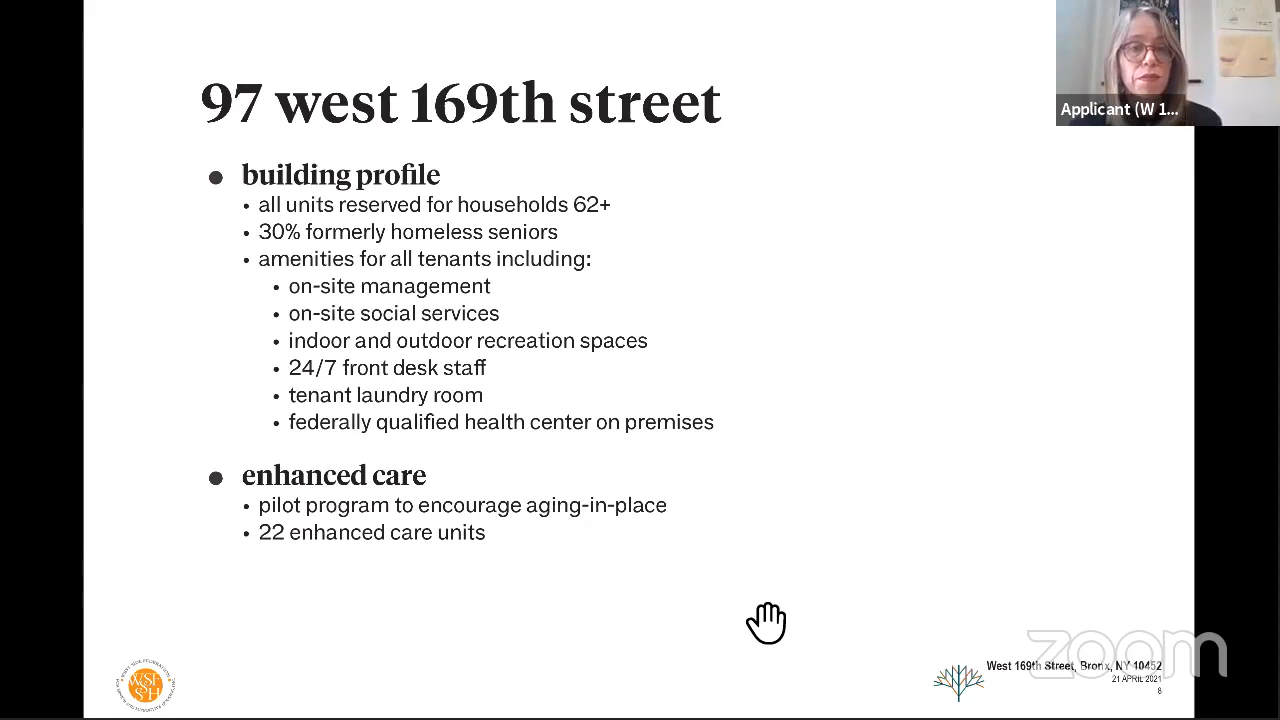 97 west 169th street
Applicant (W 1...
• building profile
• all units reserved for households 62+
• 30% formerly homeless seniors
• amenities for all tenants including:
• on-site management
• on-site social services
• indoor and outdoor recreation spaces
• 24/7 front desk staff
• tenant laundry room
• federally qualified health center on premises
• enhanced care
• pilot program to encourage aging-in-place
• 22 enhanced care units
WSF
SSH
zoom
West 169th Street, Bronx, NY 10452
21 APRIL 2021
8